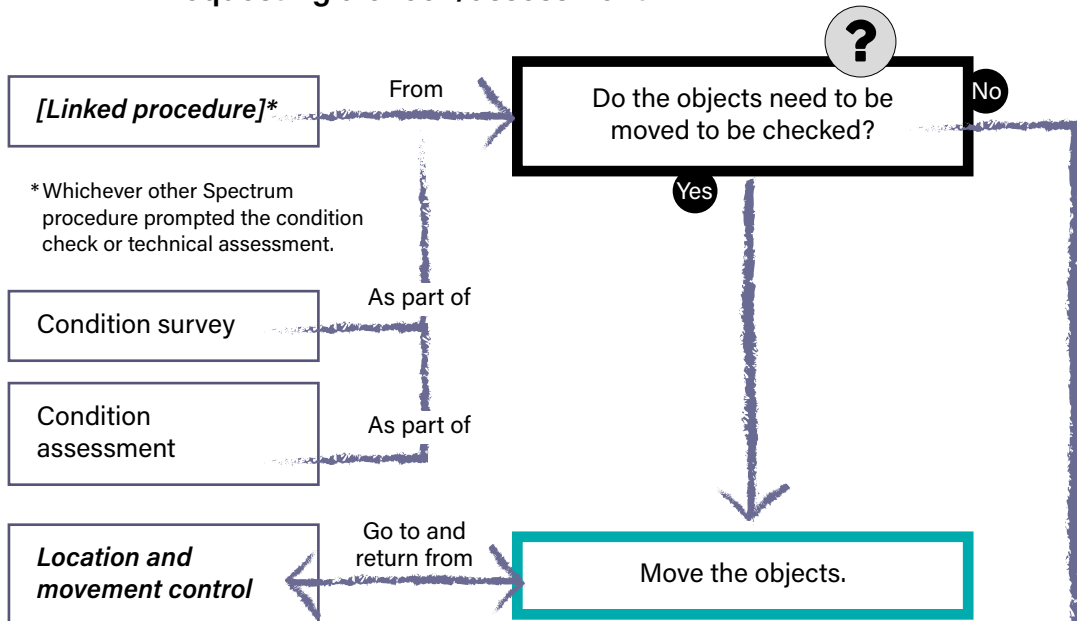 [Linked procedure]*
From
?
Do the objects need to be
moved to be checked?
No
Yes
* Whichever other Spectrum
procedure prompted the condition
check or technical assessment.
As part of
Condition survey
Condition
assessment
As part of
Location and
movement control
Go to and
return from
Move the objects.